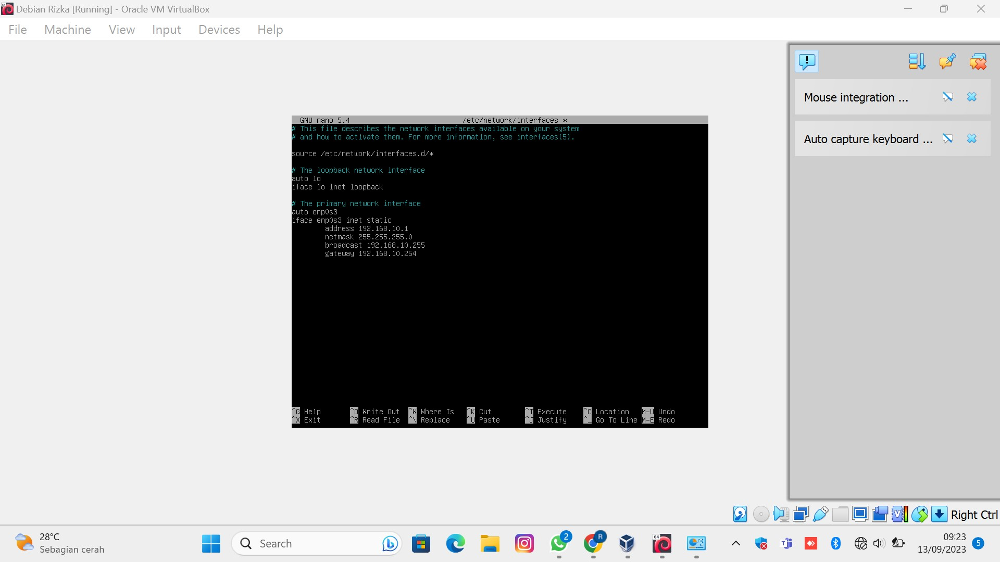 Debian Rizka [Running] - Oracle VM VirtualBox
File Machine View Input Devices Help
Mouse integration ...
Auto capture keyboard ...
GNU nano 5.4 /etc/network/interfaces *
# This file describes the network interfaces available on your system
# and how to activate them. For more information, see interfaces(5).
source /etc/network/interfaces.d/*
# The loopback network interface
auto lo
iface lo inet loopback
# The primary network interface
auto enp0s3
iface enp0s3 inet static
address 192.168.10.1
netmask 255.255.255.0
broadcast 192.168.10.255
gateway 192.168.10.254
^G Help ^O Write Out ^W Where Is ^K Cut ^T Execute ^C Location M-U Undo
^X Exit ^R Read File ^\ Replace ^U Paste ^J Justify ^_ Go To Line M-E Redo
Right Ctrl
28°C
Sebagian cerah
Search
2
R
64
09:23
13/09/2023
5